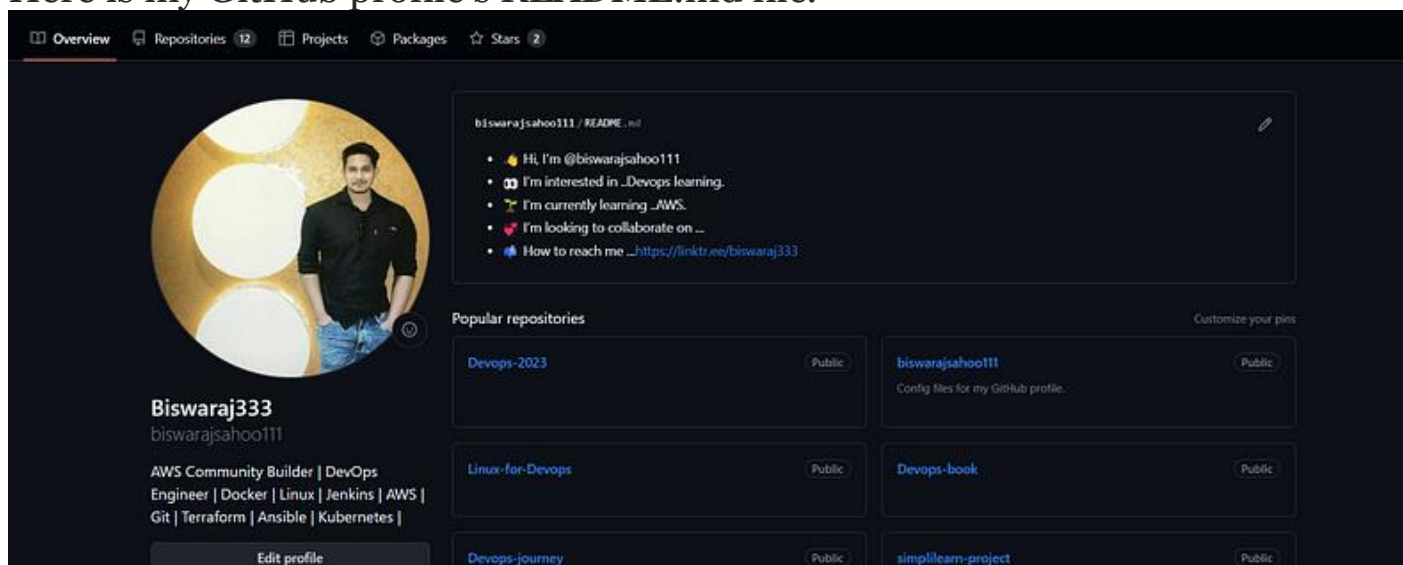 Here is my GitHub profile's README.md file.
Overview Repositories 12 Projects Packages Stars 2
biswarajsahoo111 / README.md
Hi, I'm @biswarajsahoo111
I'm interested in ..Devops learning.
I'm currently learning ..AWS.
I'm looking to collaborate on ...
How to reach me ...https://linktr.ee/biswaraj333
Popular repositories
Customize your pins
Devops-2023 Public
biswarajsahoo111 Public
Config files for my GitHub profile.
Biswaraj333
biswarajsahoo111
AWS Community Builder | DevOps
Engineer | Docker | Linux | Jenkins | AWS |
Git | Terraform | Ansible | Kubernetes |
Edit profile
Linux-for-Devops Public
Devops-book Public
Devops-journey Public
simplilearn-project Public